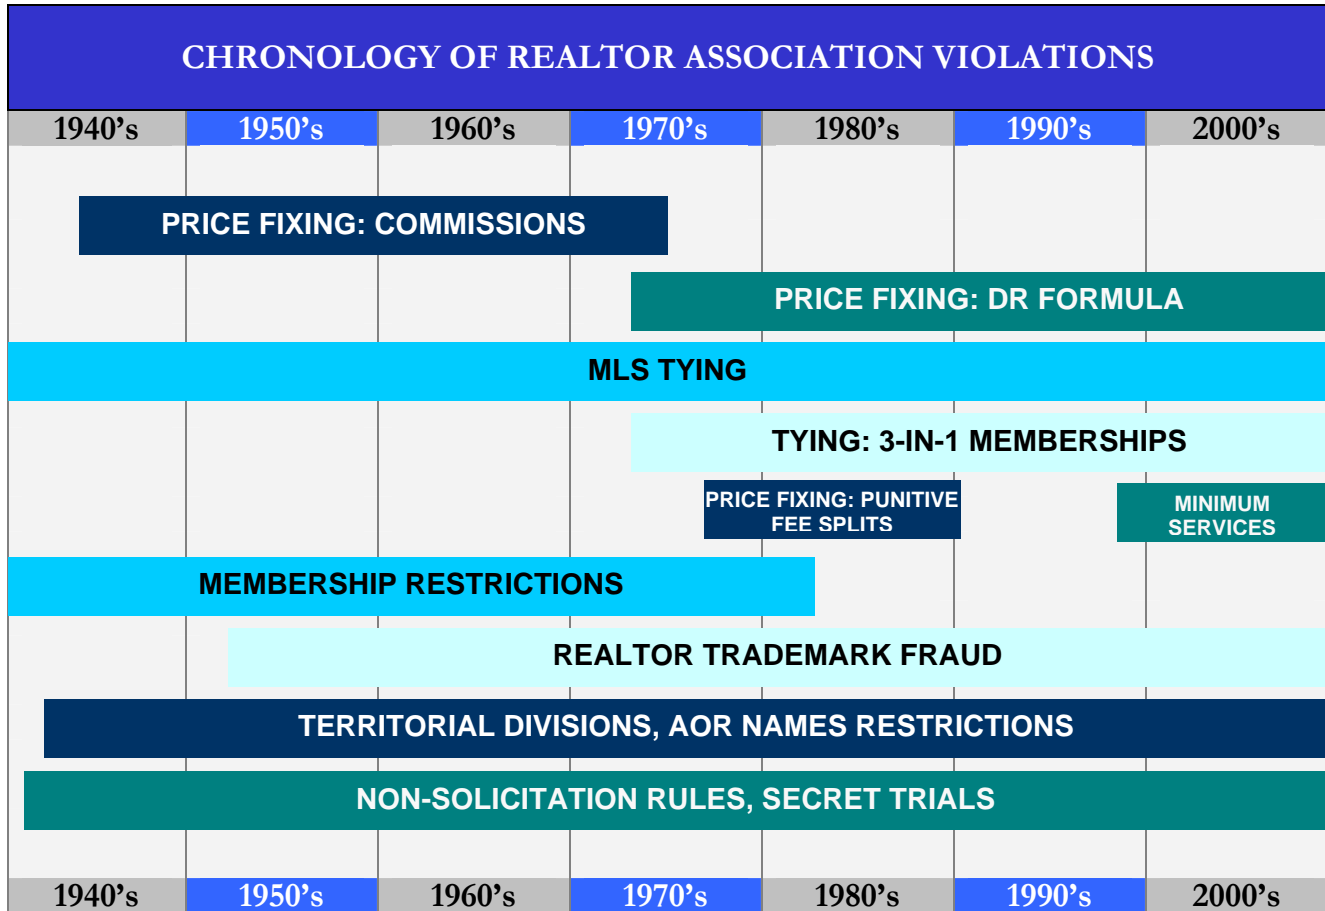 CHRONOLOGY OF REALTOR ASSOCIATION VIOLATIONS
1940’s 1950’s 1960’s 1970’s 1980’s 1990’s 2000’s
PRICE FIXING: COMMISSIONS
PRICE FIXING: DR FORMULA
MLS TYING
TYING: 3-IN-1 MEMBERSHIPS
PRICE FIXING: PUNITIVE
FEE SPLITS
MINIMUM
SERVICES
MEMBERSHIP RESTRICTIONS
REALTOR TRADEMARK FRAUD
TERRITORIAL DIVISIONS, AOR NAMES RESTRICTIONS
NON-SOLICITATION RULES, SECRET TRIALS
1940’s 1950’s 1960’s 1970’s 1980’s 1990’s 2000’s